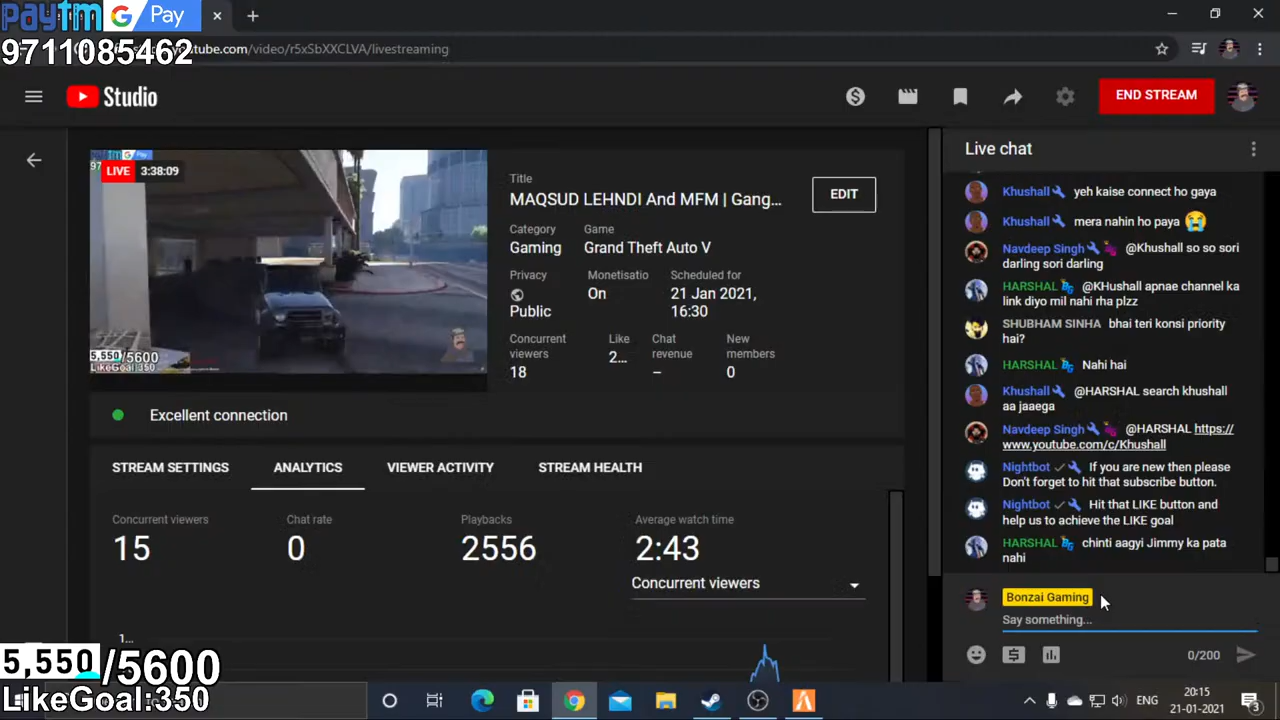 paytm G Pay
9711085462
utube.com/video/r5xSbXXCLVA/livestreaming
Studio
END STREAM
LIVE 3:38:09
5,550/5600
LikeGoal:350
Title
MAQSUD LEHNDI And MFM | Gang...
EDIT
Category Game
Gaming Grand Theft Auto V
Privacy Monetisatio Scheduled for
Public On 21 Jan 2021,
16:30
Concurrent Like Chat New
viewers revenue members
18 2... – 0
Excellent connection
STREAM SETTINGS ANALYTICS VIEWER ACTIVITY STREAM HEALTH
Concurrent viewers Chat rate Playbacks Average watch time
15 0 2556 2:43
Concurrent viewers
1...
Live chat
Khushall yeh kaise connect ho gaya
Khushall mera nahin ho paya 😭
Navdeep Singh @Khushall so so sori
darling sori darling
HARSHAL @KHushall apnae channel ka
link diyo mil nahi rha plzz
SHUBHAM SINHA bhai teri konsi priority
hai?
HARSHAL Nahi hai
Khushall @HARSHAL search khushall
aa jaaega
Navdeep Singh @HARSHAL https://
www.youtube.com/c/Khushall
Nightbot If you are new then please
Don't forget to hit that subscribe button.
Nightbot Hit that LIKE button and
help us to achieve the LIKE goal
HARSHAL chinti aagyi Jimmy ka pata
nahi
Bonzai Gaming
Say something...
0/200
5,550/5600
LikeGoal:350
ENG
20:15
21-01-2021
3